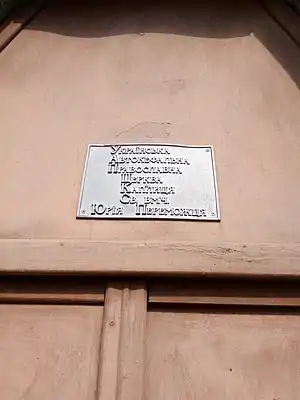 Українська
Автокефальна
Православна
Церква
Каплиця
Св. вмч.
Юрія Переможця